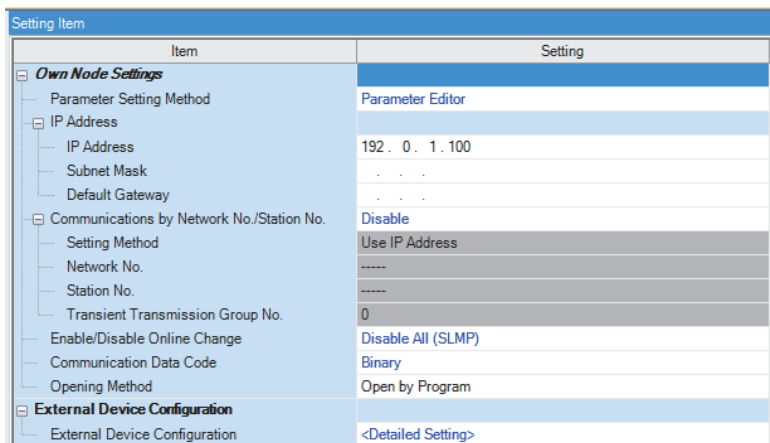 Setting Item
Item Setting
Own Node Settings
Parameter Setting Method Parameter Editor
IP Address
IP Address 192 . 0 . 1 . 100
Subnet Mask . . .
Default Gateway . . .
Communications by Network No./Station No. Disable
Setting Method Use IP Address
Network No. -----
Station No. -----
Transient Transmission Group No. 0
Enable/Disable Online Change Disable All (SLMP)
Communication Data Code Binary
Opening Method Open by Program
External Device Configuration
External Device Configuration <Detailed Setting>